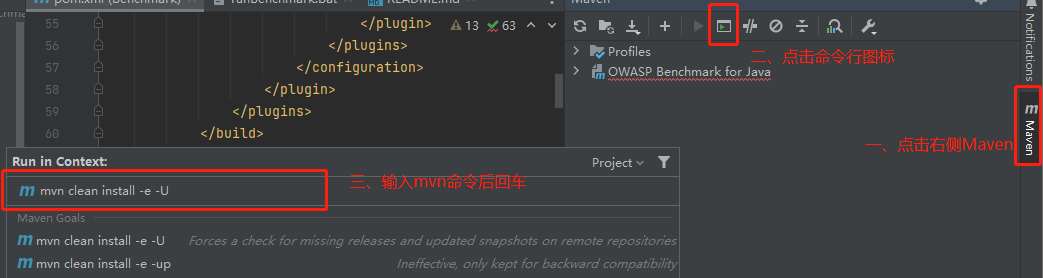 pom.xml (benchmark)
runBenchmark.bat
README.md
Maven
55 </plugin>
13 63
56 </plugins>
57 </configuration>
58 </plugin>
59 </plugins>
60 </build>
Profiles
二、点击命令行图标
OWASP Benchmark for Java
Notifications
Maven
一、点击右侧Maven
Run in Context:
Project
mvn clean install -e -U
三、输入mvn命令后回车
Maven Goals
mvn clean install -e -U Forces a check for missing releases and updated snapshots on remote repositories
mvn clean install -e -up Ineffective, only kept for backward compatibility